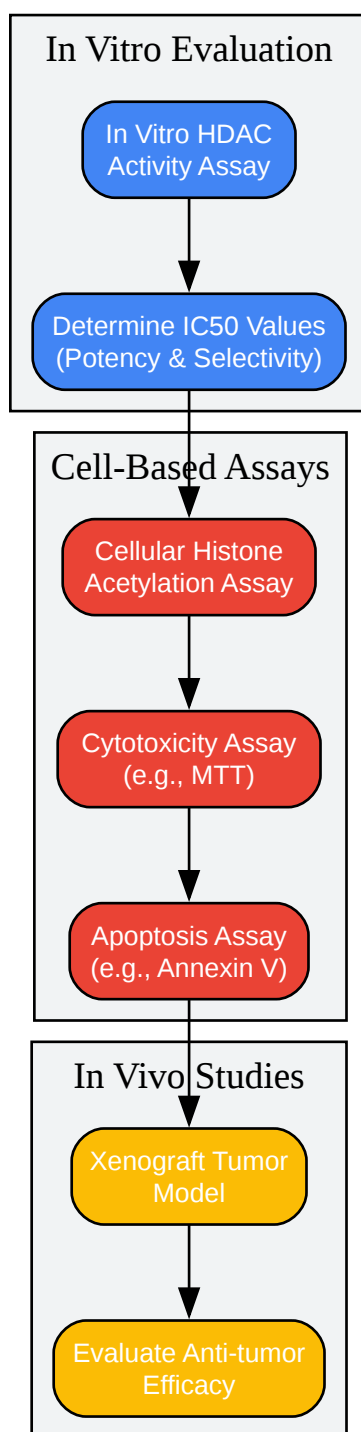 In Vitro Evaluation
In Vitro HDAC
Activity Assay
Determine IC50 Values
(Potency & Selectivity)
Cell-Based Assays
Cellular Histone
Acetylation Assay
Cytotoxicity Assay
(e.g., MTT)
Apoptosis Assay
(e.g., Annexin V)
In Vivo Studies
Xenograft Tumor
Model
Evaluate Anti-tumor
Efficacy